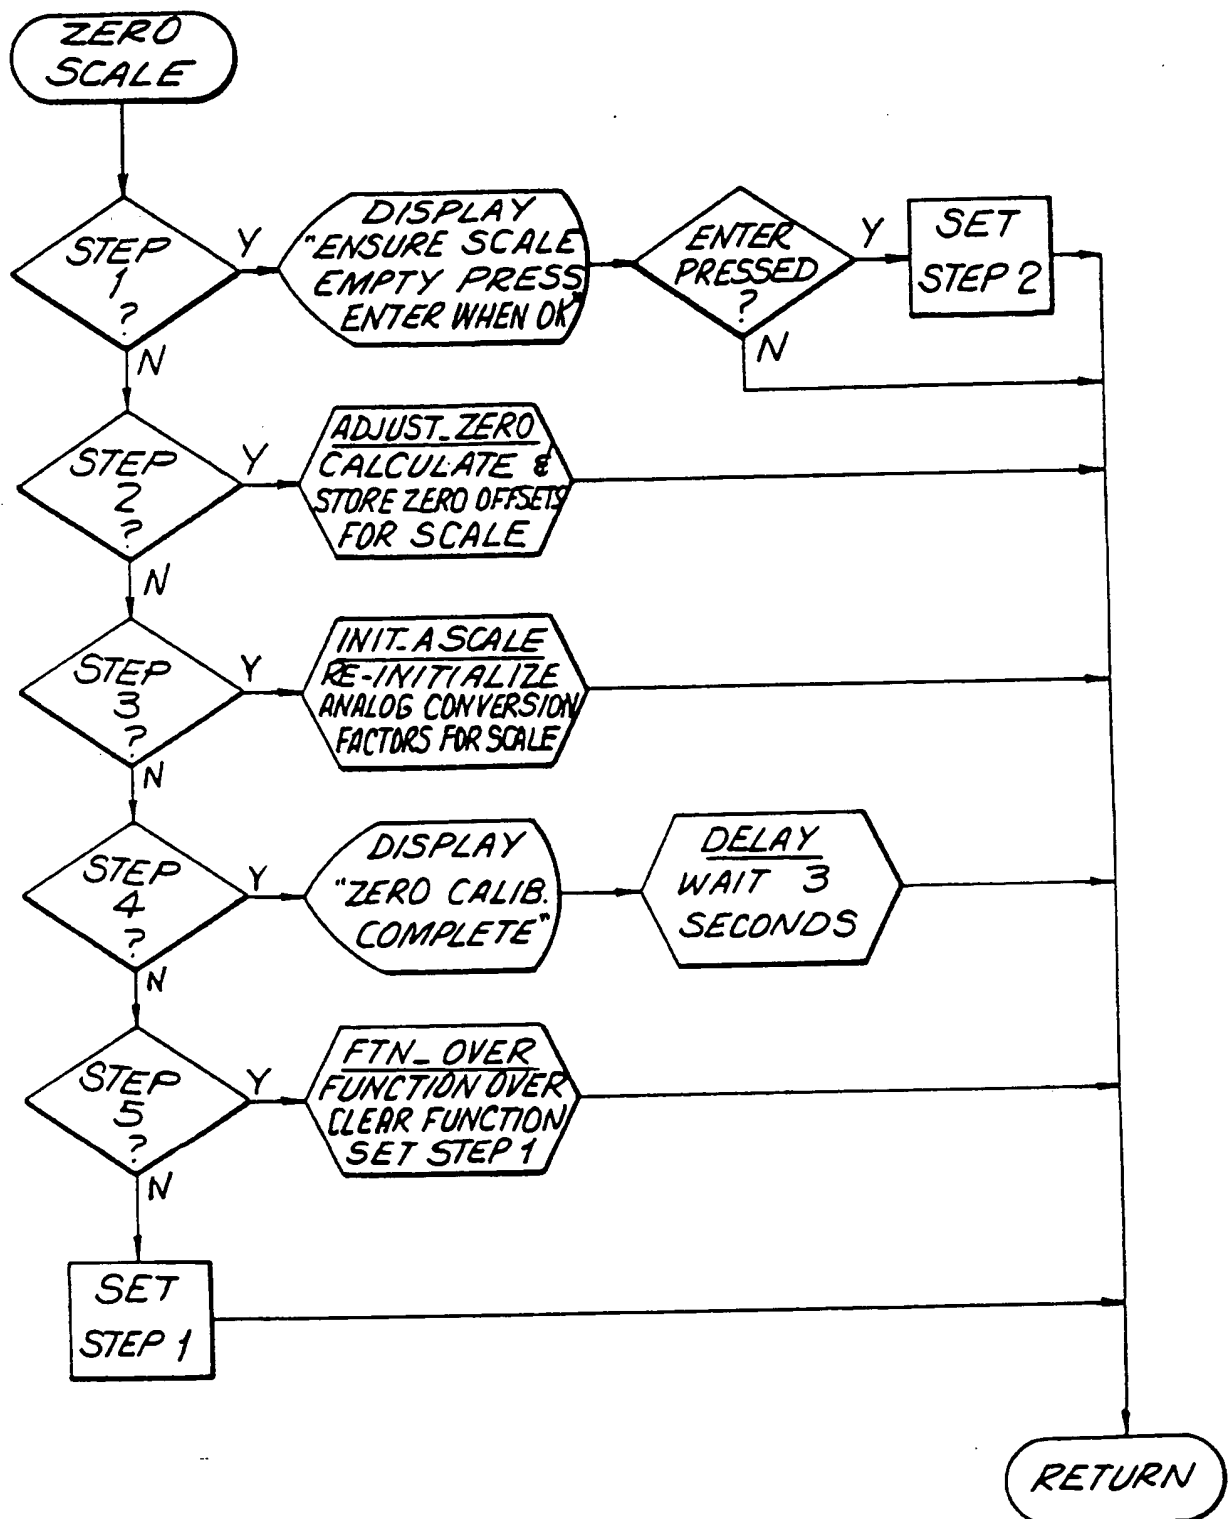 ZERO
SCALE
STEP
1
?
Y
N
DISPLAY
"ENSURE SCALE
EMPTY PRESS
ENTER WHEN OK"
ENTER
PRESSED
?
Y
N
SET
STEP 2
STEP
2
?
Y
N
ADJUST_ZERO
CALCULATE &
STORE ZERO OFFSETS
FOR SCALE
STEP
3
?
Y
N
INIT_A SCALE
RE-INITIALIZE
ANALOG CONVERSION
FACTORS FOR SCALE
STEP
4
?
Y
N
DISPLAY
"ZERO CALIB.
COMPLETE"
DELAY
WAIT 3
SECONDS
STEP
5
?
Y
N
FTN_OVER
FUNCTION OVER
CLEAR FUNCTION
SET STEP 1
SET
STEP 1
RETURN